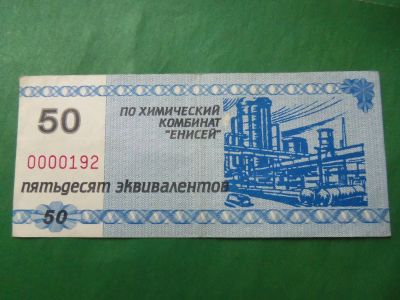 50
ПО ХИМИЧЕСКИЙ
КОМБИНАТ
"ЕНИСЕЙ"
0000192
пятьдесят эквивалентов
50